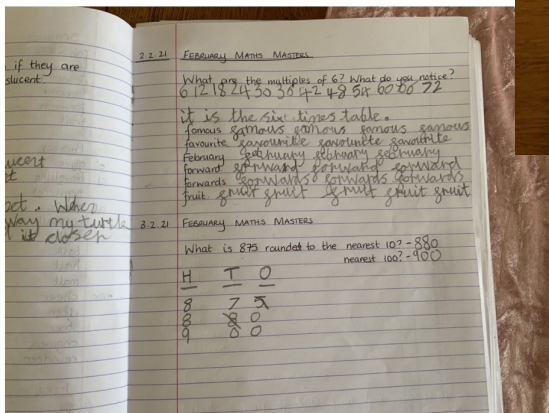 if they are
slucent
t
When
way my turtle
it closer
2.2.21 FEBRUARY MATHS MASTERS
What are the multiples of 6? What do you notice?
6 12 18 24 30 36 42 48 54 60 66 72
it is the six times table.
famous famous famous famous famous
favourite favourite favourite favourite
february february february february
forward forward forward forward
forwards forwards forwards forwards
fruit fruit fruit fruit fruit fruit
3.2.21 FEBRUARY MATHS MASTERS
What is 875 rounded to the nearest 10? - 880
nearest 100? - 900
H T O
8 7 5
8 8 0
9 0 0